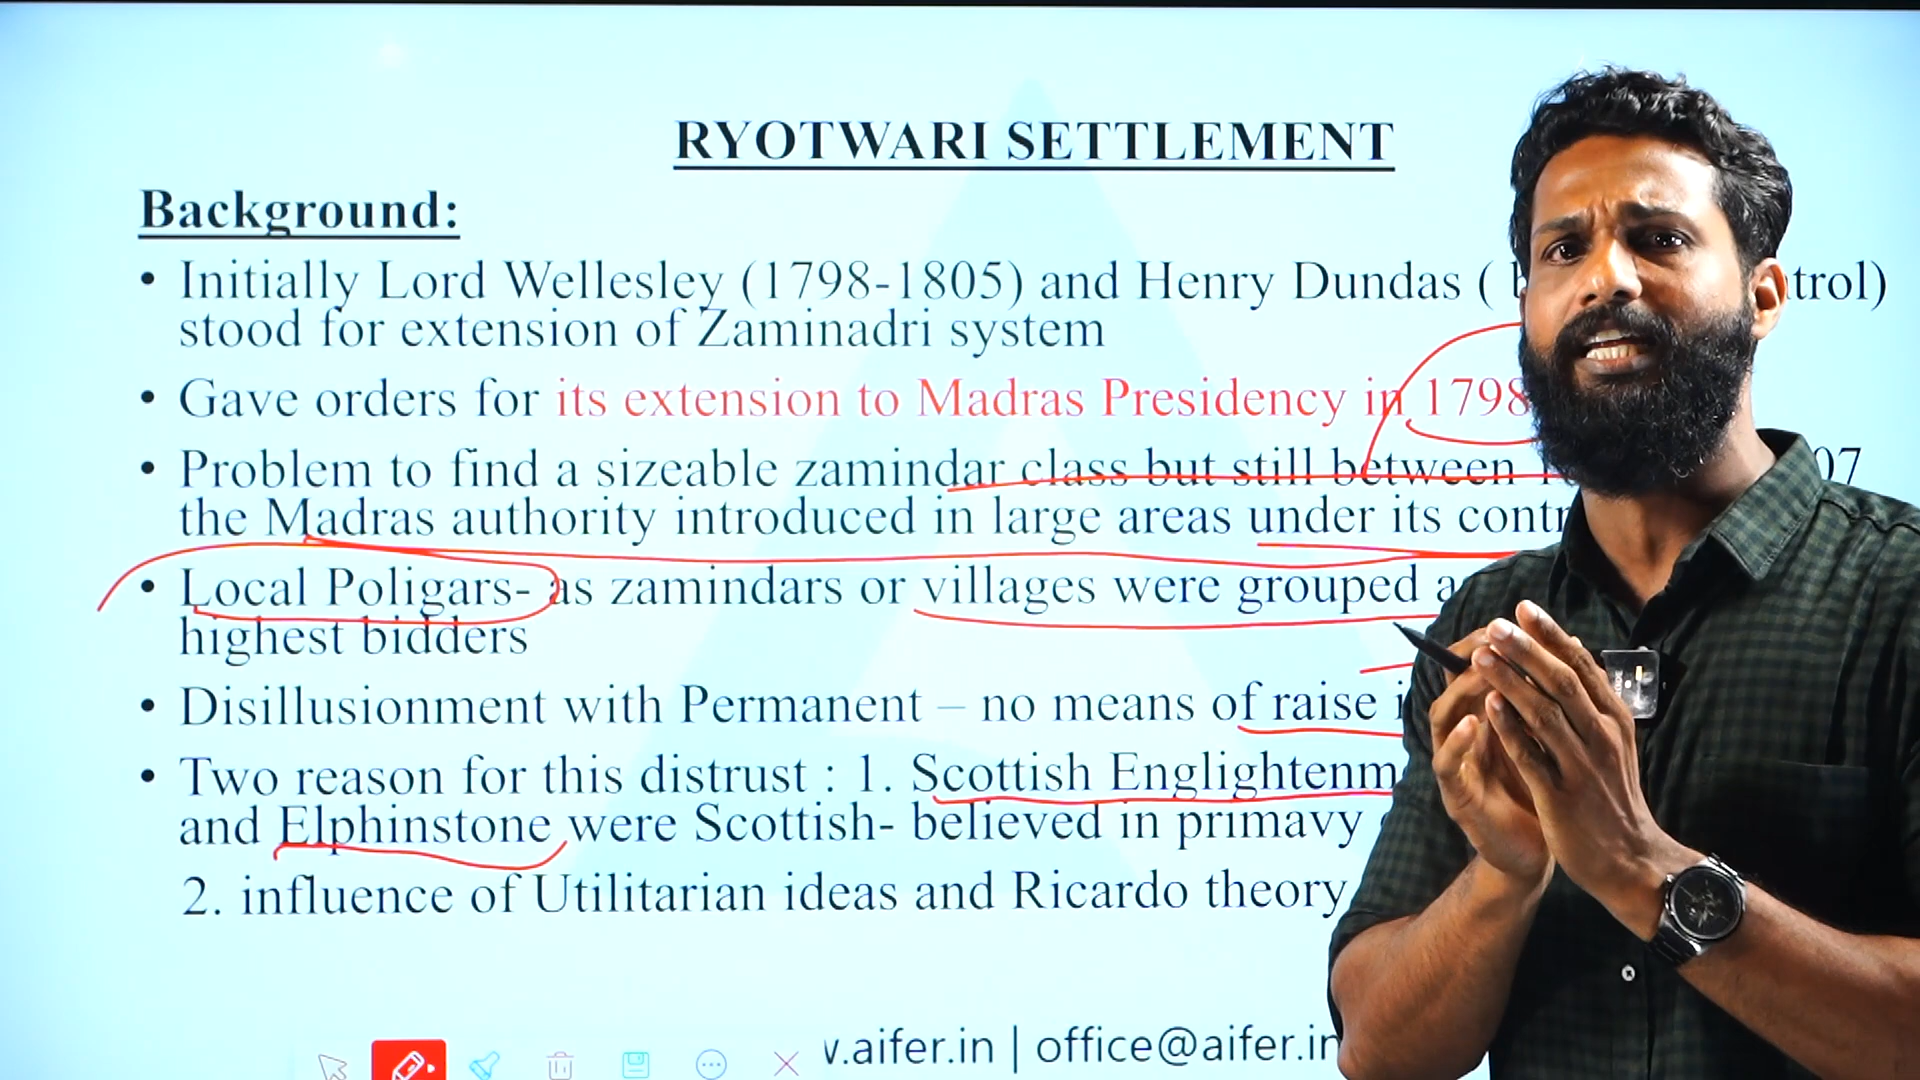 RYOTWARI SETTLEMENT
Background:
• Initially Lord Wellesley (1798-1805) and Henry Dundas ( trol)
stood for extension of Zaminadri system
• Gave orders for its extension to Madras Presidency in 1798
• Problem to find a sizeable zamindar class but still between 07
the Madras authority introduced in large areas under its
• Local Poligars- as zamindars or villages were grouped
highest bidders
• Disillusionment with Permanent – no means of raise
• Two reason for this distrust : 1. Scottish
and Elphinstone were Scottish- believed in primavy
2. influence of Utilitarian ideas and Ricardo theory
.aifer.in | office@aifer.in